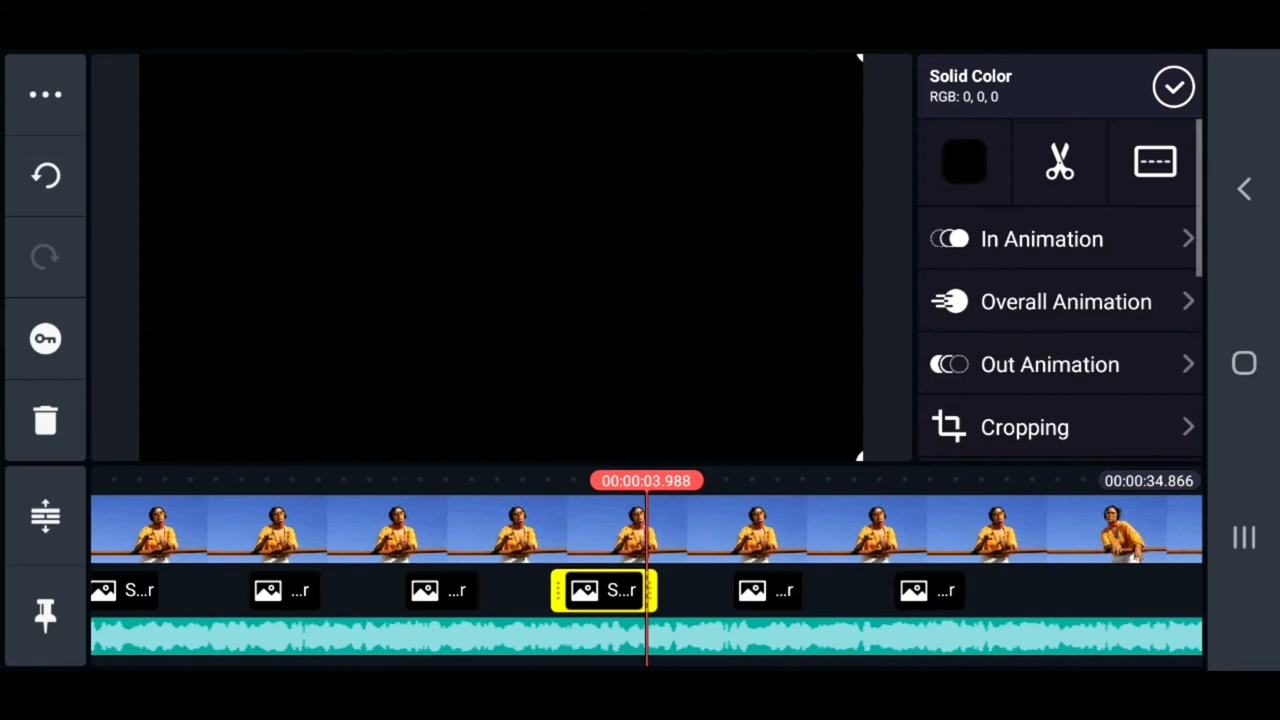 Solid Color
RGB: 0, 0, 0
In Animation
Overall Animation
Out Animation
Cropping
00:00:03.988
00:00:34.866
S...r
...r
...r
S...r
...r
...r